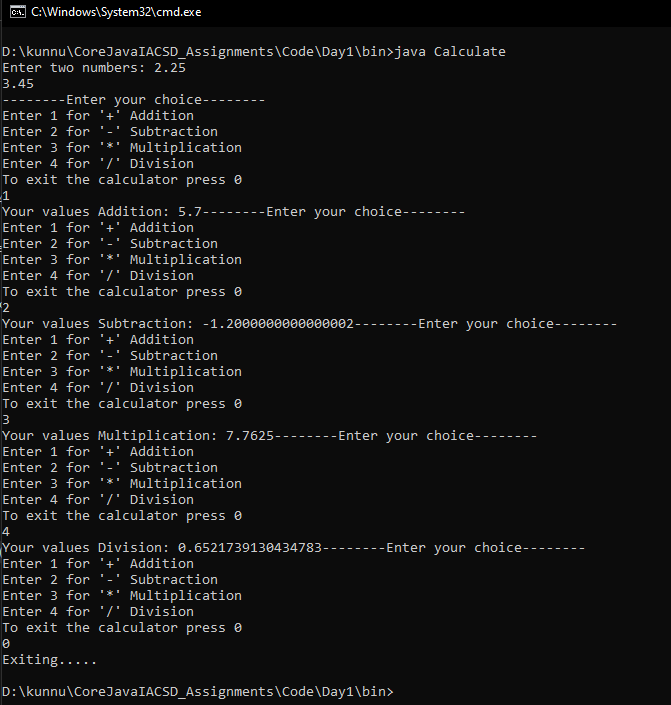 C:\Windows\System32\cmd.exe
D:\kunnu\CoreJavaIACSD_Assignments\Code\Day1\bin>java Calculate
Enter two numbers: 2.25
3.45
--------Enter your choice--------
Enter 1 for '+' Addition
Enter 2 for '-' Subtraction
Enter 3 for '*' Multiplication
Enter 4 for '/' Division
To exit the calculator press 0
1
Your values Addition: 5.7--------Enter your choice--------
Enter 1 for '+' Addition
Enter 2 for '-' Subtraction
Enter 3 for '*' Multiplication
Enter 4 for '/' Division
To exit the calculator press 0
2
Your values Subtraction: -1.2000000000000002--------Enter your choice--------
Enter 1 for '+' Addition
Enter 2 for '-' Subtraction
Enter 3 for '*' Multiplication
Enter 4 for '/' Division
To exit the calculator press 0
3
Your values Multiplication: 7.7625--------Enter your choice--------
Enter 1 for '+' Addition
Enter 2 for '-' Subtraction
Enter 3 for '*' Multiplication
Enter 4 for '/' Division
To exit the calculator press 0
4
Your values Division: 0.6521739130434783--------Enter your choice--------
Enter 1 for '+' Addition
Enter 2 for '-' Subtraction
Enter 3 for '*' Multiplication
Enter 4 for '/' Division
To exit the calculator press 0
0
Exiting.....
D:\kunnu\CoreJavaIACSD_Assignments\Code\Day1\bin>